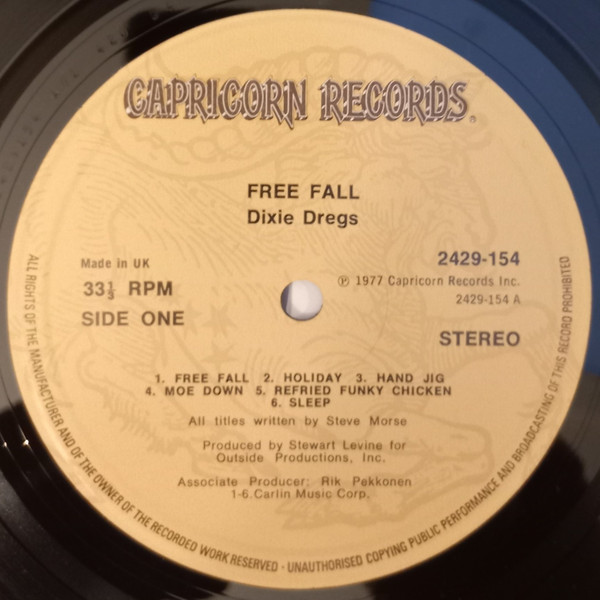 CAPRICORN RECORDS®
FREE FALL
Dixie Dregs
Made in UK
33⅓ RPM
SIDE ONE
2429-154
℗ 1977 Capricorn Records Inc.
2429-154 A
STEREO
1. FREE FALL 2. HOLIDAY 3. HAND JIG
4. MOE DOWN 5. REFRIED FUNKY CHICKEN
6. SLEEP
All titles written by Steve Morse
Produced by Stewart Levine for
Outside Productions, Inc.
Associate Producer: Rik Pekkonen
1-6.Carlin Music Corp.
ALL RIGHTS OF THE MANUFACTURER AND OF THE OWNER OF THE RECORDED WORK RESERVED · UNAUTHORISED COPYING PUBLIC PERFORMANCE AND BROADCASTING OF THIS RECORD PROHIBITED